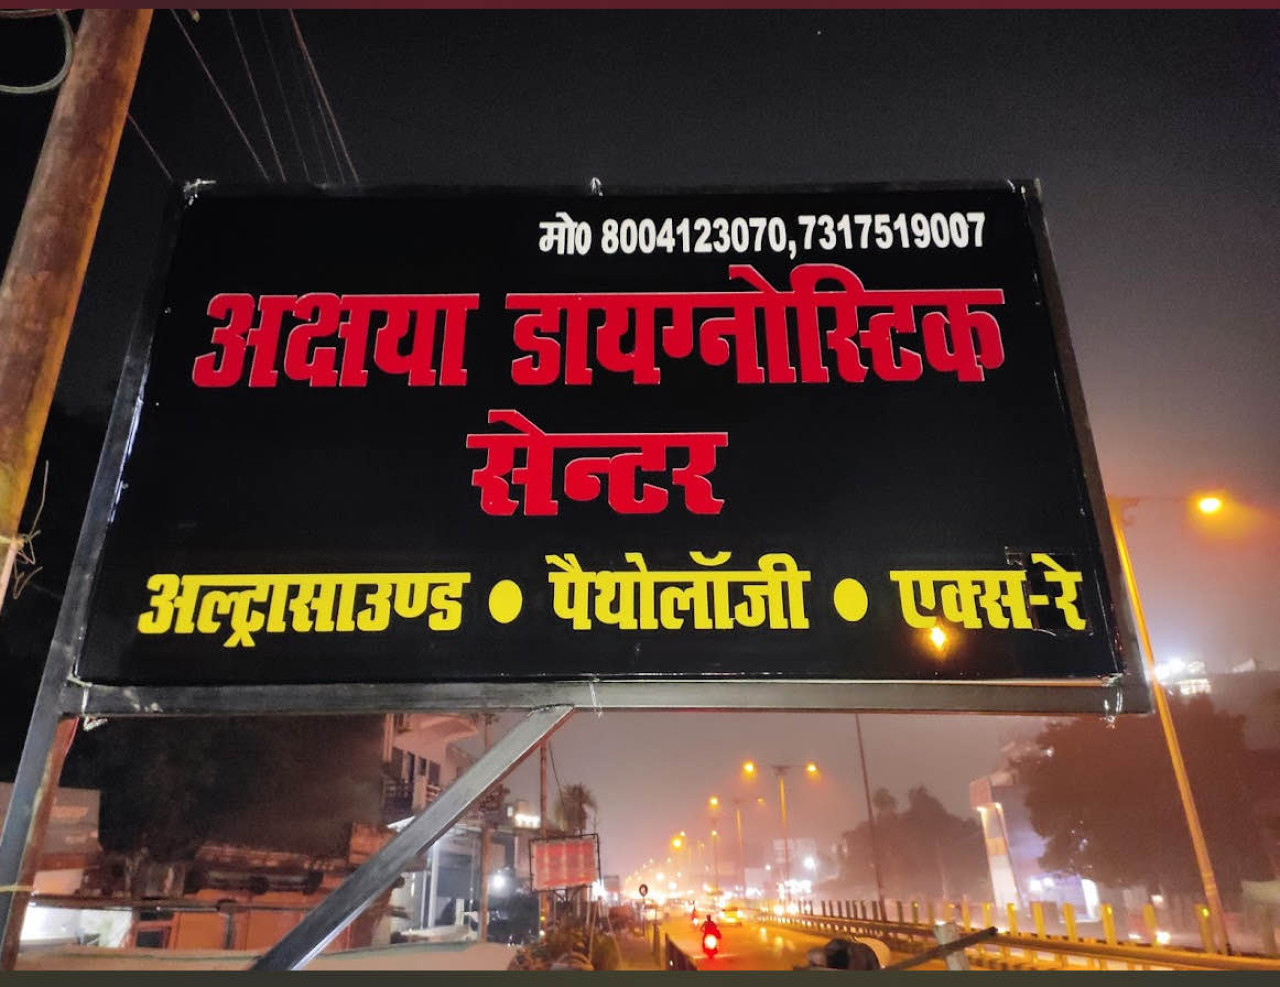 मो0 8004123070,7317519007
अक्षया डायग्नोस्टिक
सेन्टर
अल्ट्रासाउण्ड • पैथोलॉजी • एक्स-रे